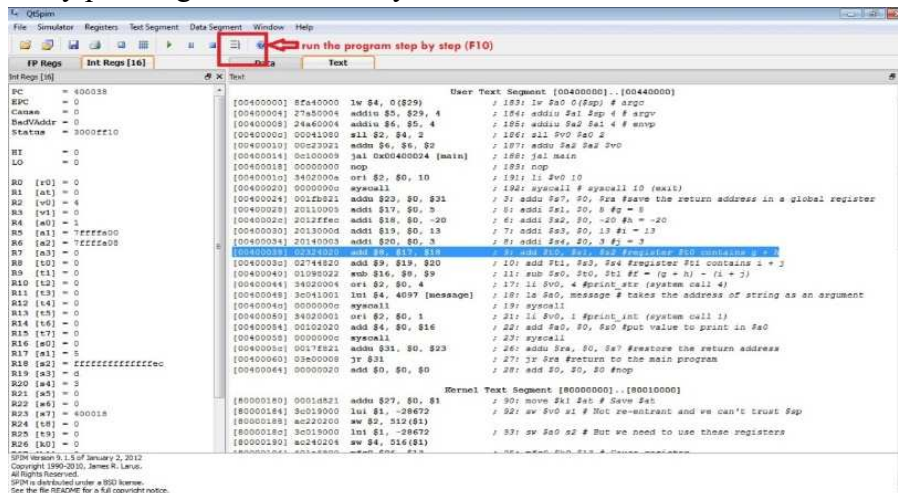 QtSpim
File Simulator Registers Text Segment Data Segment Window Help
run the program step by step (F10)
FP Regs Int Regs [16] Data Text
Int Regs [16] Text
PC = 400038
EPC = 0
Cause = 0
BadVAddr = 0
Status = 3000ff10
HI = 0
LO = 0
R0 [r0] = 0
R1 [at] = 0
R2 [v0] = 4
R3 [v1] = 0
R4 [a0] = 1
R5 [a1] = 7ffffa00
R6 [a2] = 7ffffa08
R7 [a3] = 0
R8 [t0] = 0
R9 [t1] = 0
R10 [t2] = 0
R11 [t3] = 0
R12 [t4] = 0
R13 [t5] = 0
R14 [t6] = 0
R15 [t7] = 0
R16 [s0] = 0
R17 [s1] = 5
R18 [s2] = ffffffffffffffec
R19 [s3] = d
R20 [s4] = 3
R21 [s5] = 0
R22 [s6] = 0
R23 [s7] = 400018
R24 [t8] = 0
R25 [t9] = 0
R26 [k0] = 0
User Text Segment [00400000]..[00440000]
[00400000] 8fa40000 lw $4, 0($29) ; 183: lw $a0 0($sp) # argc
[00400004] 27a50004 addiu $5, $29, 4 ; 184: addiu $a1 $sp 4 # argv
[00400008] 24a60004 addiu $6, $5, 4 ; 185: addiu $a2 $a1 4 # envp
[0040000c] 00041080 sll $2, $4, 2 ; 186: sll $v0 $a0 2
[00400010] 00c23021 addu $6, $6, $2 ; 187: addu $a2 $a2 $v0
[00400014] 0c100009 jal 0x00400024 [main] ; 188: jal main
[00400018] 00000000 nop ; 189: nop
[0040001c] 3402000a ori $2, $0, 10 ; 191: li $v0 10
[00400020] 0000000c syscall ; 192: syscall # syscall 10 (exit)
[00400024] 001fb821 addu $23, $0, $31 ; 3: addu $s7, $0, $ra #save the return address in a global register
[00400028] 20110005 addi $17, $0, 5 ; 5: addi $s1, $0, 5 #g = 5
[0040002c] 2012ffec addi $18, $0, -20 ; 6: addi $s2, $0, -20 #h = -20
[00400030] 2013000d addi $19, $0, 13 ; 7: addi $s3, $0, 13 #i = 13
[00400034] 20140003 addi $20, $0, 3 ; 8: addi $s4, $0, 3 #j = 3
[00400038] 02324020 add $8, $17, $18 ; 9: add $t0, $s1, $s2 #register $t0 contains g + h
[0040003c] 02744820 add $9, $19, $20 ; 10: add $t1, $s3, $s4 #register $t1 contains i + j
[00400040] 01098022 sub $16, $8, $9 ; 11: sub $s0, $t0, $t1 #f = (g + h) - (i + j)
[00400044] 34020004 ori $2, $0, 4 ; 17: li $v0, 4 #print_str (system call 4)
[00400048] 3c041001 lui $4, 4097 [message] ; 18: la $a0, message # takes the address of string as an argument
[0040004c] 0000000c syscall ; 19: syscall
[00400050] 34020001 ori $2, $0, 1 ; 21: li $v0, 1 #print_int (system call 1)
[00400054] 00102020 add $4, $0, $16 ; 22: add $a0, $0, $s0 #put value to print in $a0
[00400058] 0000000c syscall ; 23: syscall
[0040005c] 0017f821 addu $31, $0, $23 ; 26: addu $ra, $0, $s7 #restore the return address
[00400060] 03e00008 jr $31 ; 27: jr $ra #return to the main program
[00400064] 00000020 add $0, $0, $0 ; 28: add $0, $0, $0 #nop
Kernel Text Segment [80000000]..[80010000]
[80000180] 0001d821 addu $27, $0, $1 ; 90: move $k1 $at # Save $at
[80000184] 3c019000 lui $1, -28672 ; 92: sw $v0 s1 # Not re-entrant and we can't trust $sp
[80000188] ac220200 sw $2, 512($1)
[8000018c] 3c019000 lui $1, -28672 ; 93: sw $a0 s2 # But we need to use these registers
[80000190] ac240204 sw $4, 516($1)
SPIM Version 9.1.5 of January 2, 2012
Copyright 1990-2010, James R. Larus.
All Rights Reserved.
SPIM is distributed under a BSD license.
See the file README for a full copyright notice.